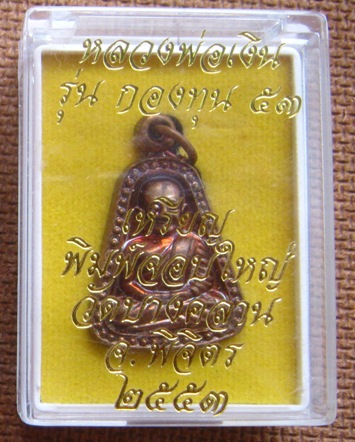 หลวงพ่อเงิน
รุ่น กองทุน ๕๓
เหรียญ
พิมพ์จอบใหญ่
วัดบางคลาน
จ.พิจิตร
๒๕๕๓